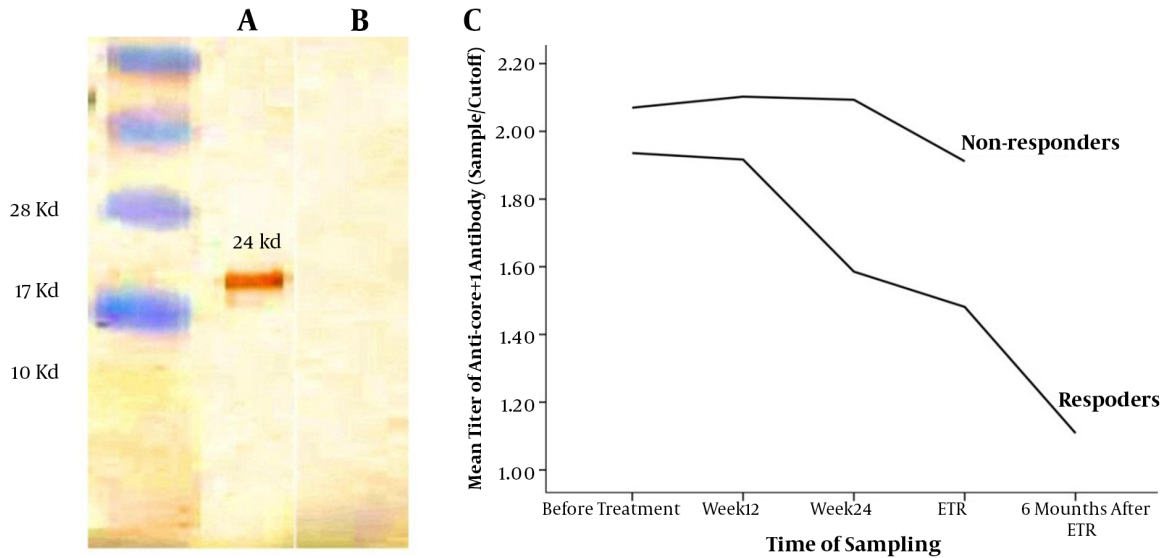 A
B
C
28 Kd
17 Kd
10 Kd
24 kd
Mean Titer of Anti-core+1 Antibody (Sample/Cutoff)
2.20
2.00
1.80
1.60
1.40
1.20
1.00
Non-responders
Respoders
Before Treatment
Week12
Week24
ETR
6 Mounths After
ETR
Time of Sampling